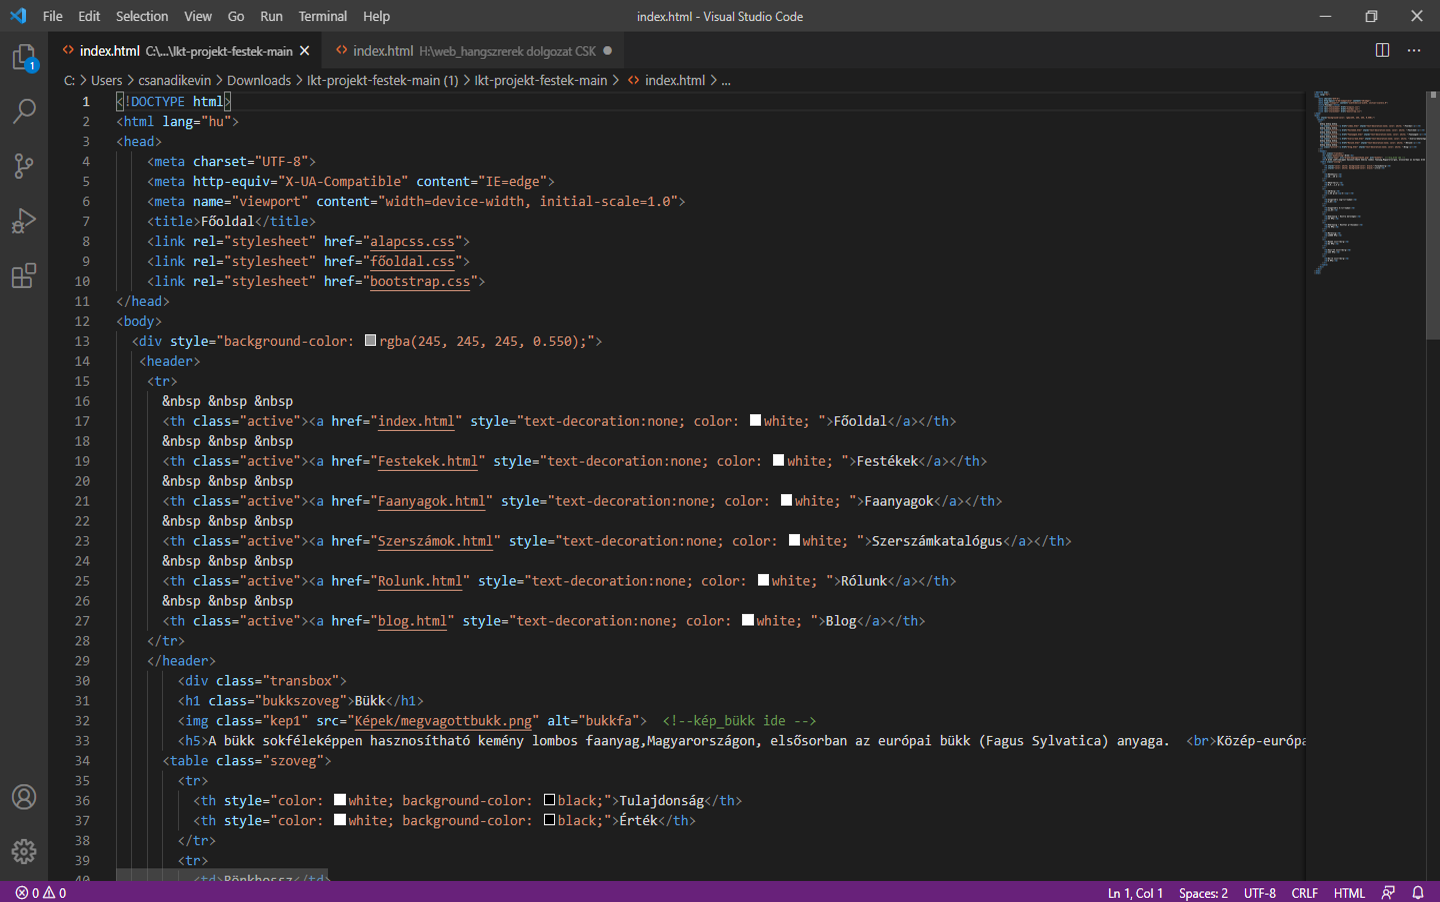 File Edit Selection View Go Run Terminal Help index.html - Visual Studio Code
index.html C:\...\Ikt-projekt-festek-main index.html H:\web_hangszrerek dolgozat CSK
C: > Users > csanadikevin > Downloads > Ikt-projekt-festek-main (1) > Ikt-projekt-festek-main > index.html > ...
1 <!DOCTYPE html>
2 <html lang="hu">
3 <head>
4 <meta charset="UTF-8">
5 <meta http-equiv="X-UA-Compatible" content="IE=edge">
6 <meta name="viewport" content="width=device-width, initial-scale=1.0">
7 <title>Főoldal</title>
8 <link rel="stylesheet" href="alapcss.css">
9 <link rel="stylesheet" href="főoldal.css">
10 <link rel="stylesheet" href="bootstrap.css">
11 </head>
12 <body>
13 <div style="background-color: rgba(245, 245, 245, 0.550);">
14 <header>
15 <tr>
16 &nbsp &nbsp &nbsp
17 <th class="active"><a href="index.html" style="text-decoration:none; color: white; ">Főoldal</a></th>
18 &nbsp &nbsp &nbsp
19 <th class="active"><a href="Festekek.html" style="text-decoration:none; color: white; ">Festékek</a></th>
20 &nbsp &nbsp &nbsp
21 <th class="active"><a href="Faanyagok.html" style="text-decoration:none; color: white; ">Faanyagok</a></th>
22 &nbsp &nbsp &nbsp
23 <th class="active"><a href="Szerszámok.html" style="text-decoration:none; color: white; ">Szerszámkatalógus</a></th>
24 &nbsp &nbsp &nbsp
25 <th class="active"><a href="Rolunk.html" style="text-decoration:none; color: white; ">Rólunk</a></th>
26 &nbsp &nbsp &nbsp
27 <th class="active"><a href="blog.html" style="text-decoration:none; color: white; ">Blog</a></th>
28 </tr>
29 </header>
30 <div class="transbox">
31 <h1 class="bukkszoveg">Bükk</h1>
32 <img class="kep1" src="Képek/megvagottbukk.png" alt="bukkfa"> <!--kép_bükk ide -->
33 <h5>A bükk sokféleképpen hasznosítható kemény lombos faanyag,Magyarországon, elsősorban az európai bükk (Fagus Sylvatica) anyaga. <br>Közép-európa
34 <table class="szoveg">
35 <tr>
36 <th style="color: white; background-color: black;">Tulajdonság</th>
37 <th style="color: white; background-color: black;">Érték</th>
38 </tr>
39 <tr>
40 <td>Rönkhossz</td>
1
0 0 Ln 1, Col 1 Spaces: 2 UTF-8 CRLF HTML